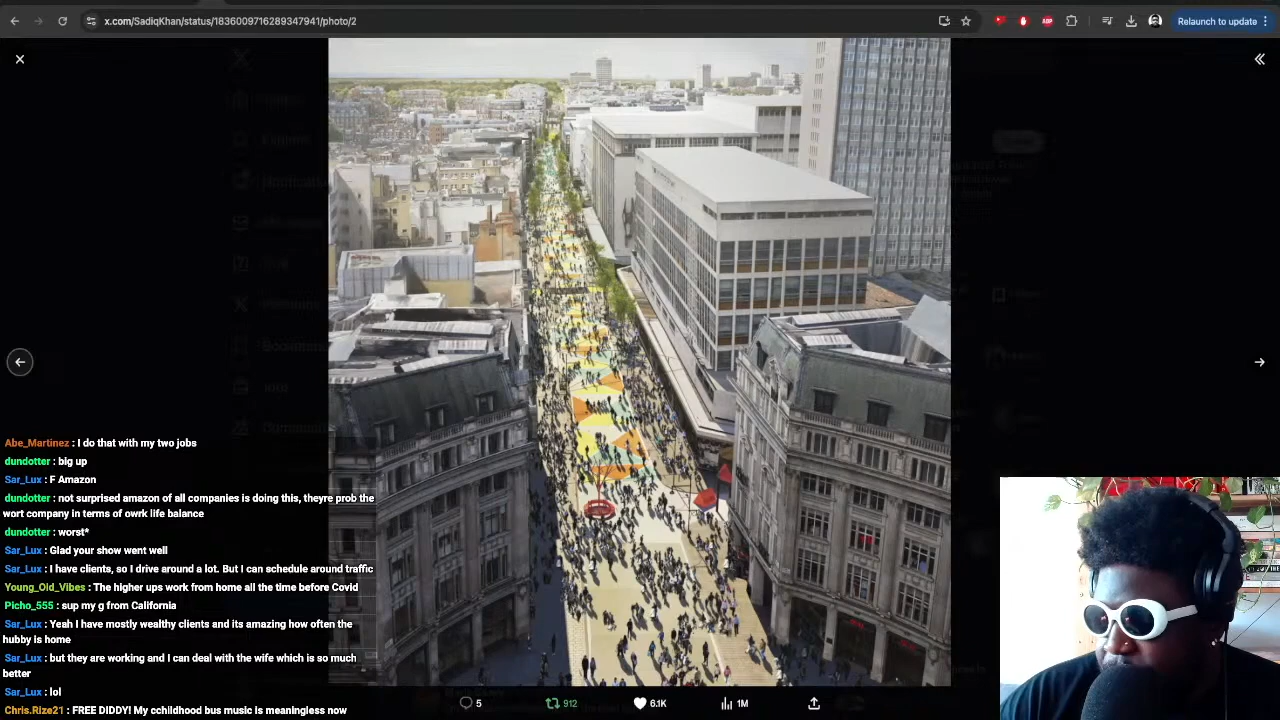 x.com/SadiqKhan/status/1836009716289347941/photo/2
ABP
Relaunch to update
Abe_Martinez : I do that with my two jobs
dundotter : big up
Sar_Lux : F Amazon
dundotter : not surprised amazon of all companies is doing this, theyre prob the
wort company in terms of owrk life balance
dundotter : worst*
Sar_Lux : Glad your show went well
Sar_Lux : I have clients, so I drive around a lot. But I can schedule around traffic
Young_Old_Vibes : The higher ups work from home all the time before Covid
Picho_555 : sup my g from California
Sar_Lux : Yeah I have mostly wealthy clients and its amazing how often the
hubby is home
Sar_Lux : but they are working and I can deal with the wife which is so much
better
Sar_Lux : lol
Chris.Rize21 : FREE DIDDY! My cchildhood bus music is meaningless now
5
912
6.1K
1M